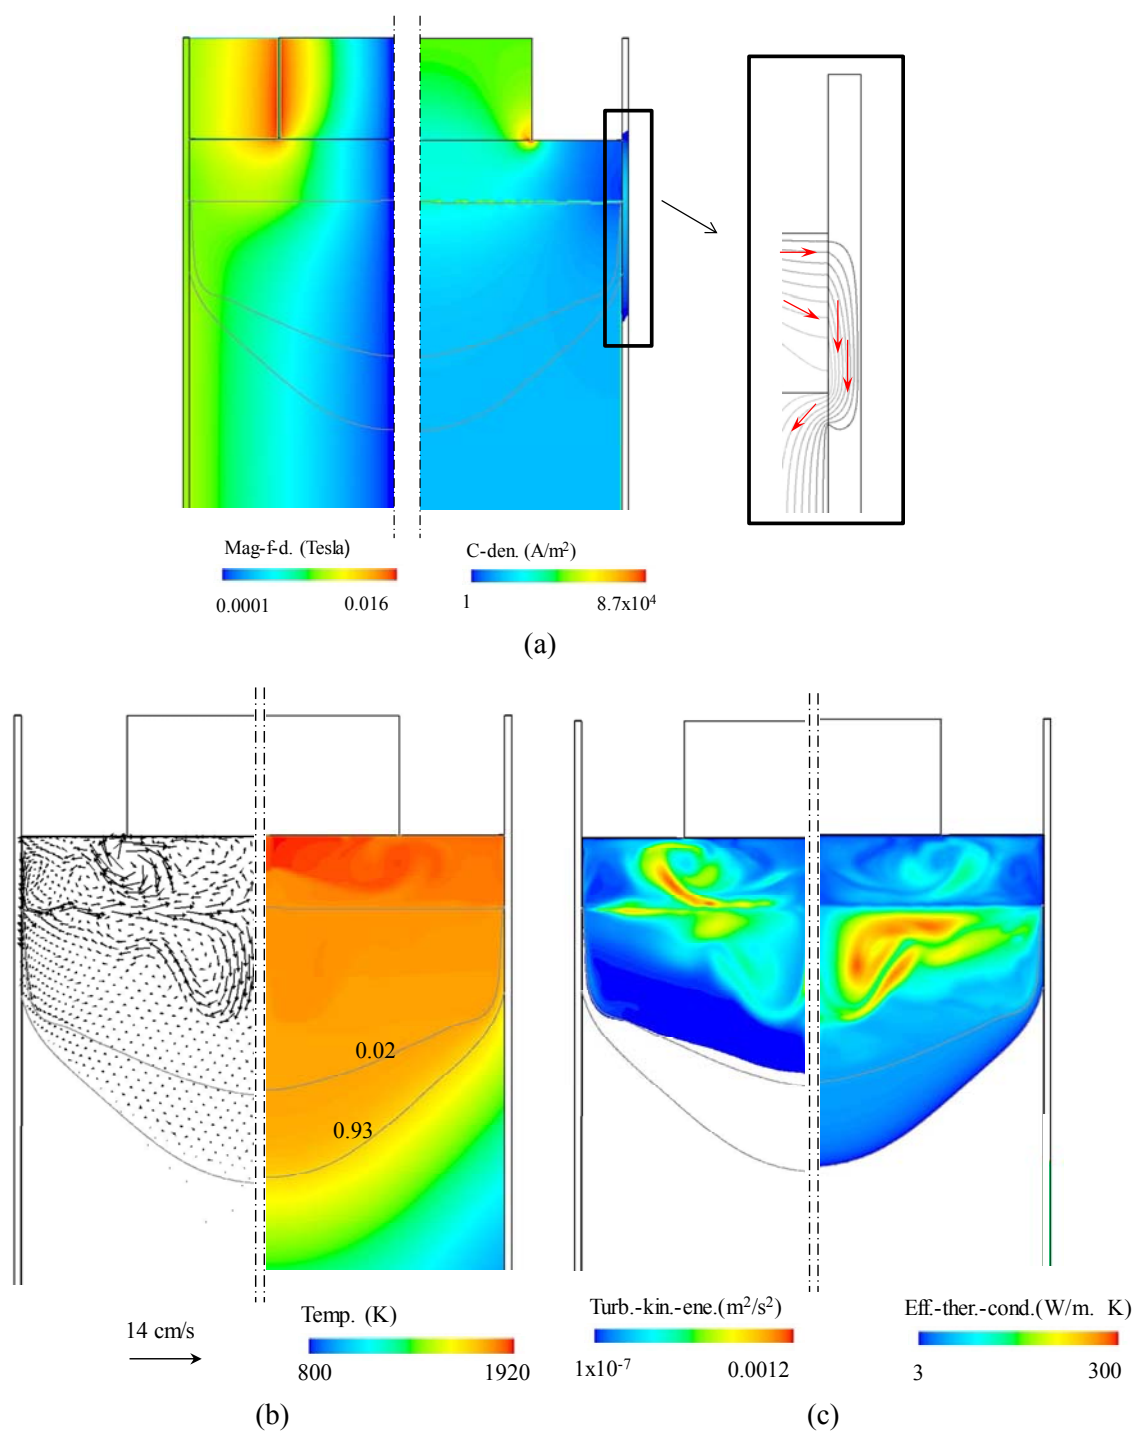 Mag-f-d. (Tesla)
C-den. (A/m²)
0.0001
0.016
1
8.7x10⁴
(a)
0.02
0.93
14 cm/s
Temp. (K)
800
1920
Turb.-kin.-ene.(m²/s²)
1x10⁻⁷
0.0012
Eff.-ther.-cond.(W/m. K)
3
300
(b)
(c)